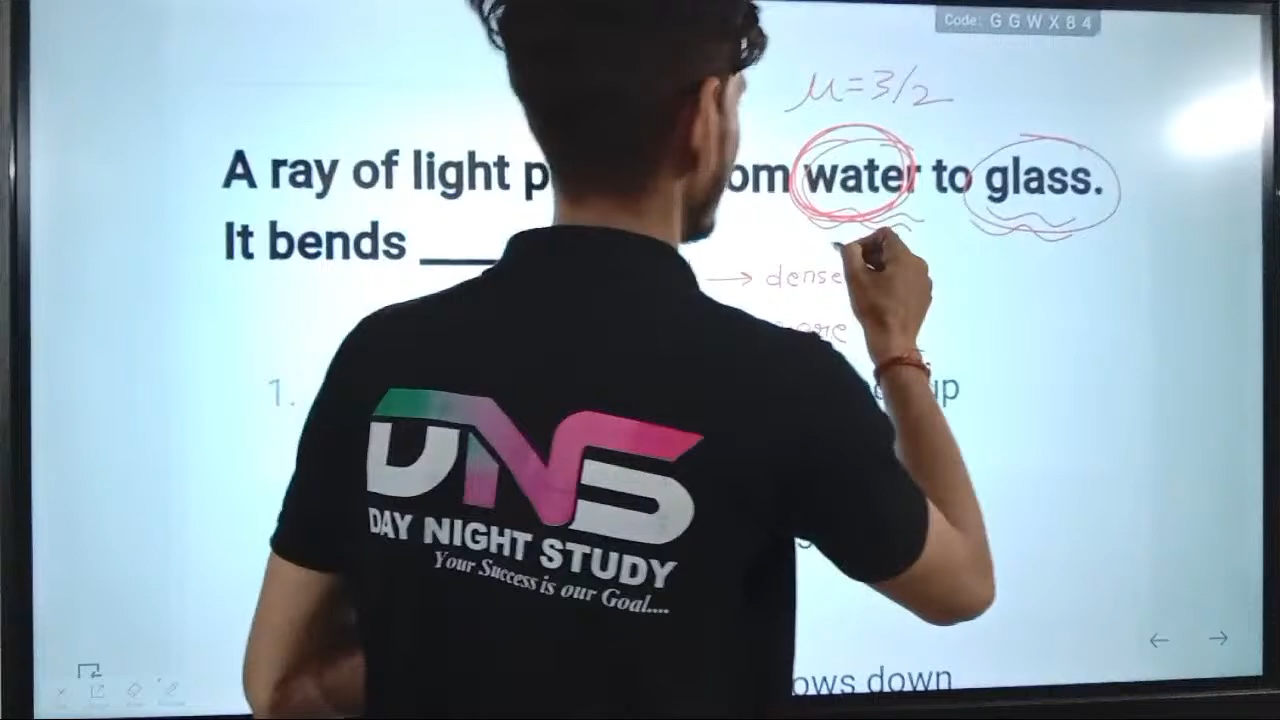 Code: G G W X 8 4
μ=3/2
A ray of light p om water to glass.
It bends ____
→ dense
1. up
DNS
DAY NIGHT STUDY
Your Success is our Goal....
ows down